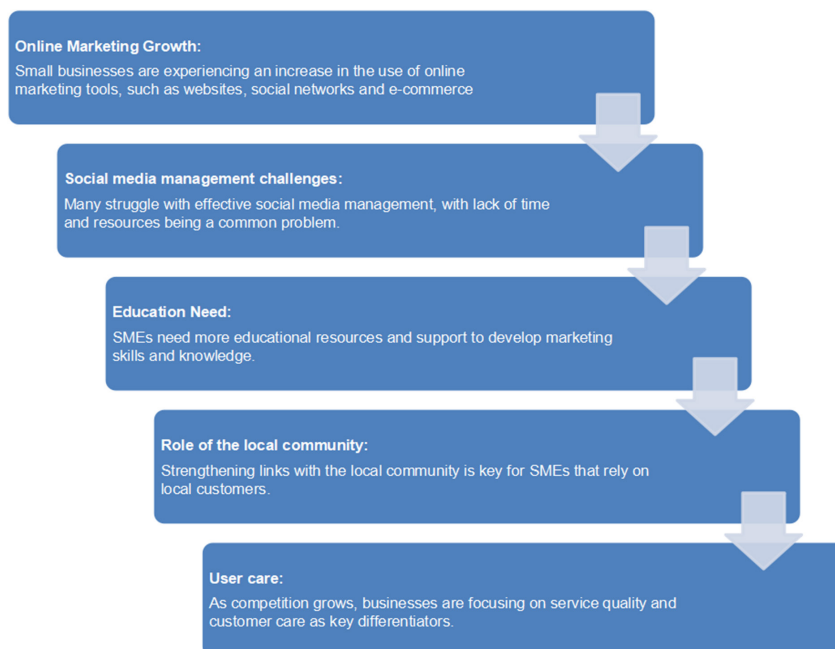 Online Marketing Growth:
Small businesses are experiencing an increase in the use of online
marketing tools, such as websites, social networks and e-commerce
Social media management challenges:
Many struggle with effective social media management, with lack of time
and resources being a common problem.
Education Need:
SMEs need more educational resources and support to develop marketing
skills and knowledge.
Role of the local community:
Strengthening links with the local community is key for SMEs that rely on
local customers.
User care:
As competition grows, businesses are focusing on service quality and
customer care as key differentiators.